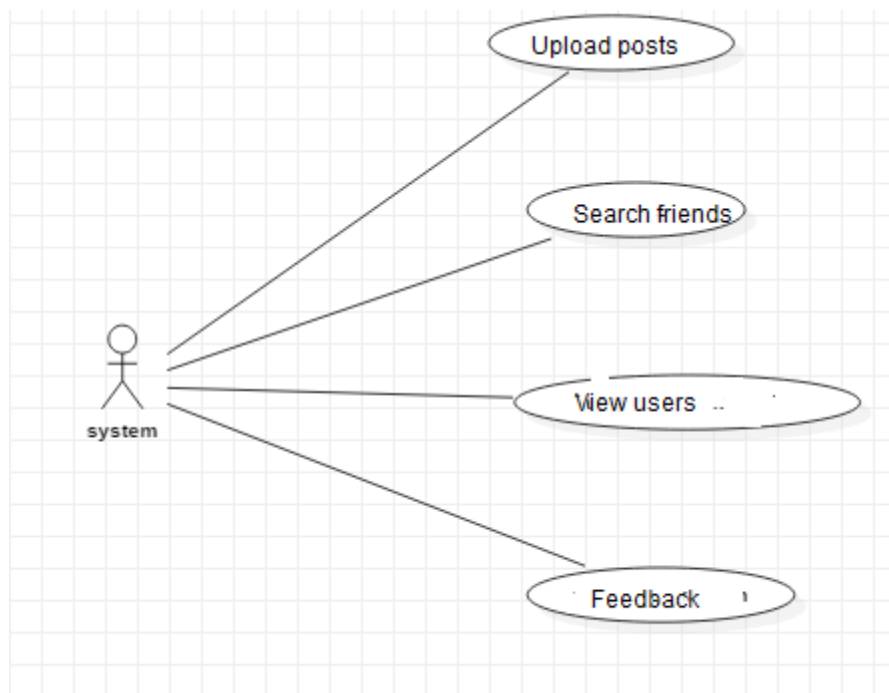 Upload posts
Search friends
system
View users
Feedback